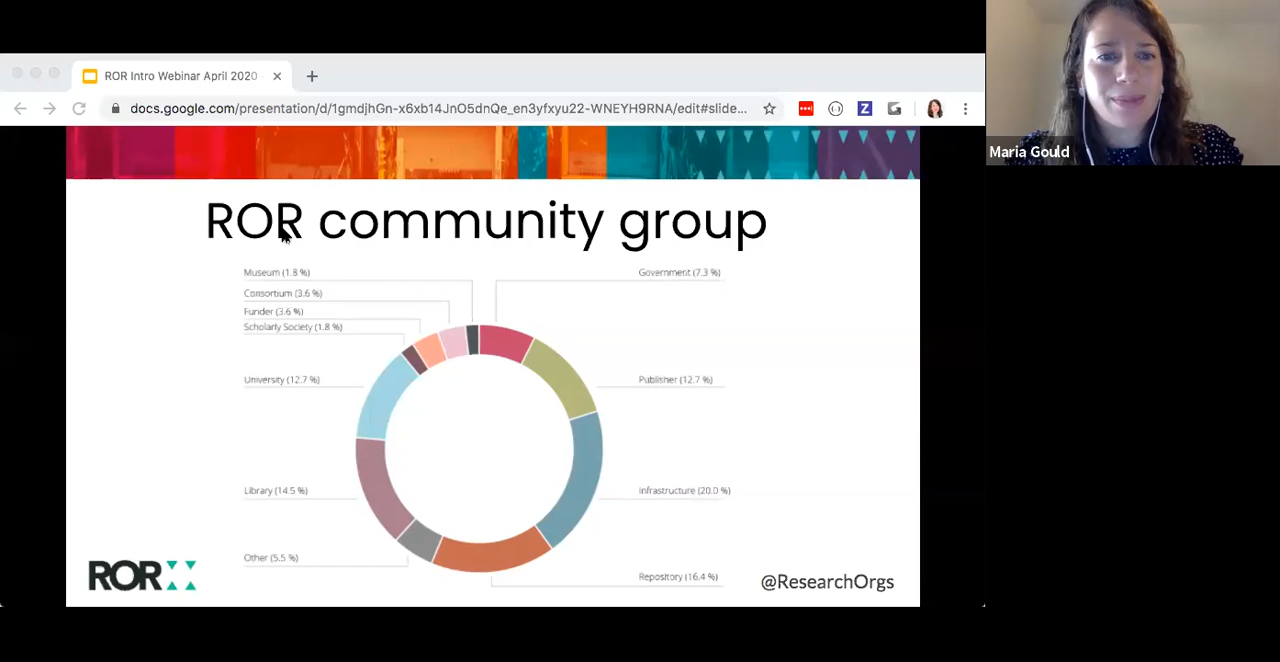 ROR Intro Webinar April 2020
docs.google.com/presentation/d/1gmdjhGn-x6xb14JnO5dnQe_en3yfxyu22-WNEYH9RNA/edit#slide...
Z
Maria Gould
ROR community group
Museum (1.8 %)
Government (7.3 %)
Consortium (3.6 %)
Funder (3.6 %)
Scholarly Society (1.8 %)
University (12.7 %)
Publisher (12.7 %)
Library (14.5 %)
Infrastructure (20.0 %)
Other (5.5 %)
Repository (16.4 %)
ROR
@ResearchOrgs